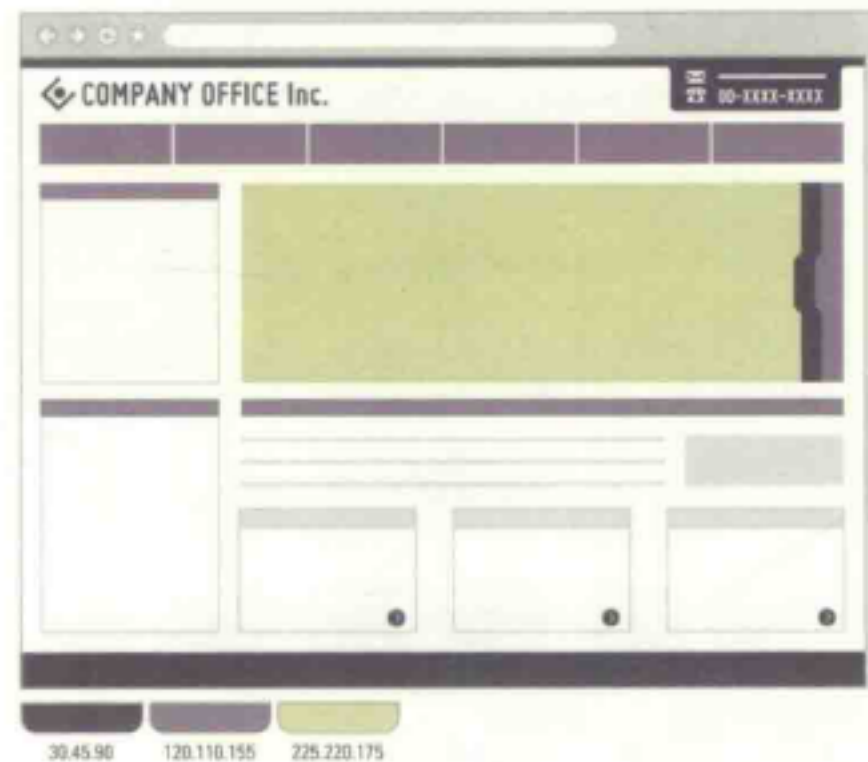 COMPANY OFFICE Inc.
00-XXXX-XXXX
30.45.90
120.110.155
225.220.175